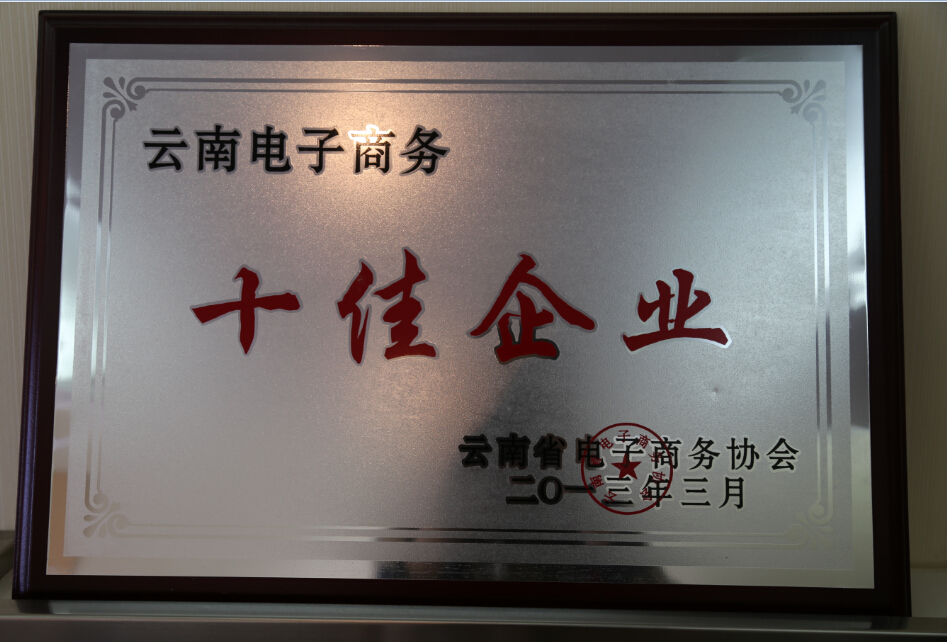 云南电子商务
十佳企业
云南省电子商务协会
二〇一三年三月